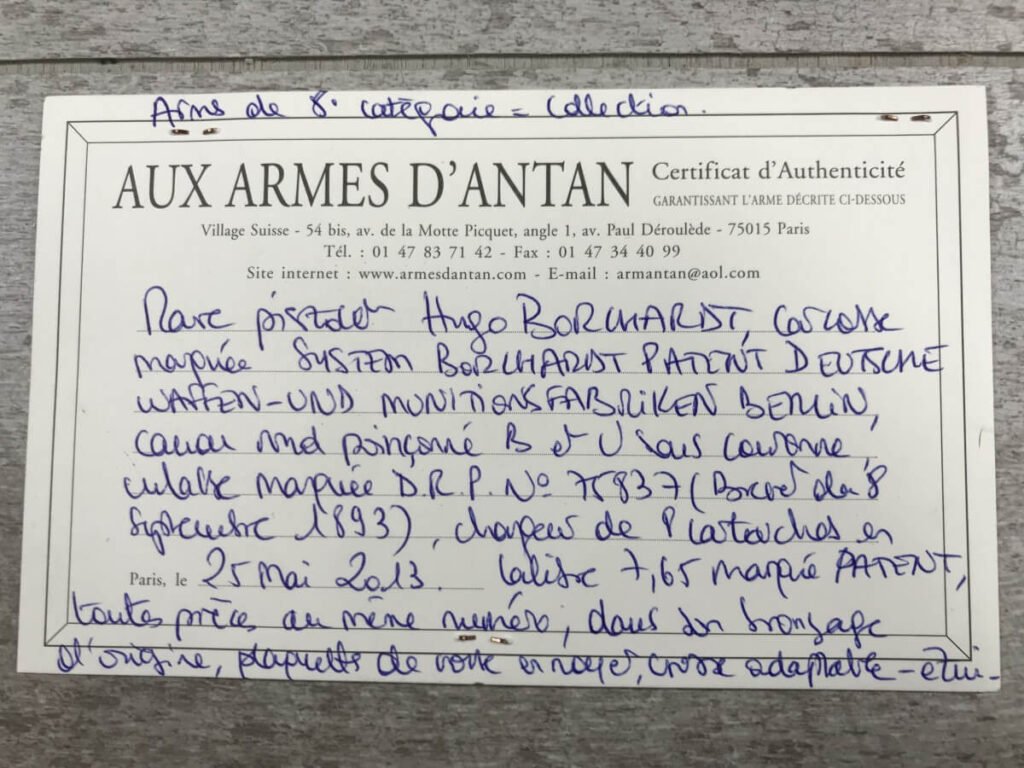 Arme de 8° catégorie = Collection.
AUX ARMES D'ANTAN
Certificat d'Authenticité
GARANTISSANT L'ARME DÉCRITE CI-DESSOUS
Village Suisse - 54 bis, av. de la Motte Picquet, angle 1, av. Paul Déroulède - 75015 Paris
Tél. : 01 47 83 71 42 - Fax : 01 47 34 40 99
Site internet : www.armesdantan.com - E-mail : armantan@aol.com
Rare pistolet Hugo BORCHARDT, carcasse
marquée SYSTEM BORCHARDT PATENT DEUTSCHE
WAFFEN-UND MUNITIONSFABRIKEN BERLIN,
canon rond poinçonné B et U sous couronne,
culasse marquée D.R.P. No 75837 (Brevet du 8
Septembre 1893), chargeur de 8 cartouches en
Paris, le 25 Mai 2013. calibre 7,65 marqué PATENT,
toutes pièces au même numéro, dans son bronzage
d'origine, plaquettes de noyer, crosse adaptable - étui -